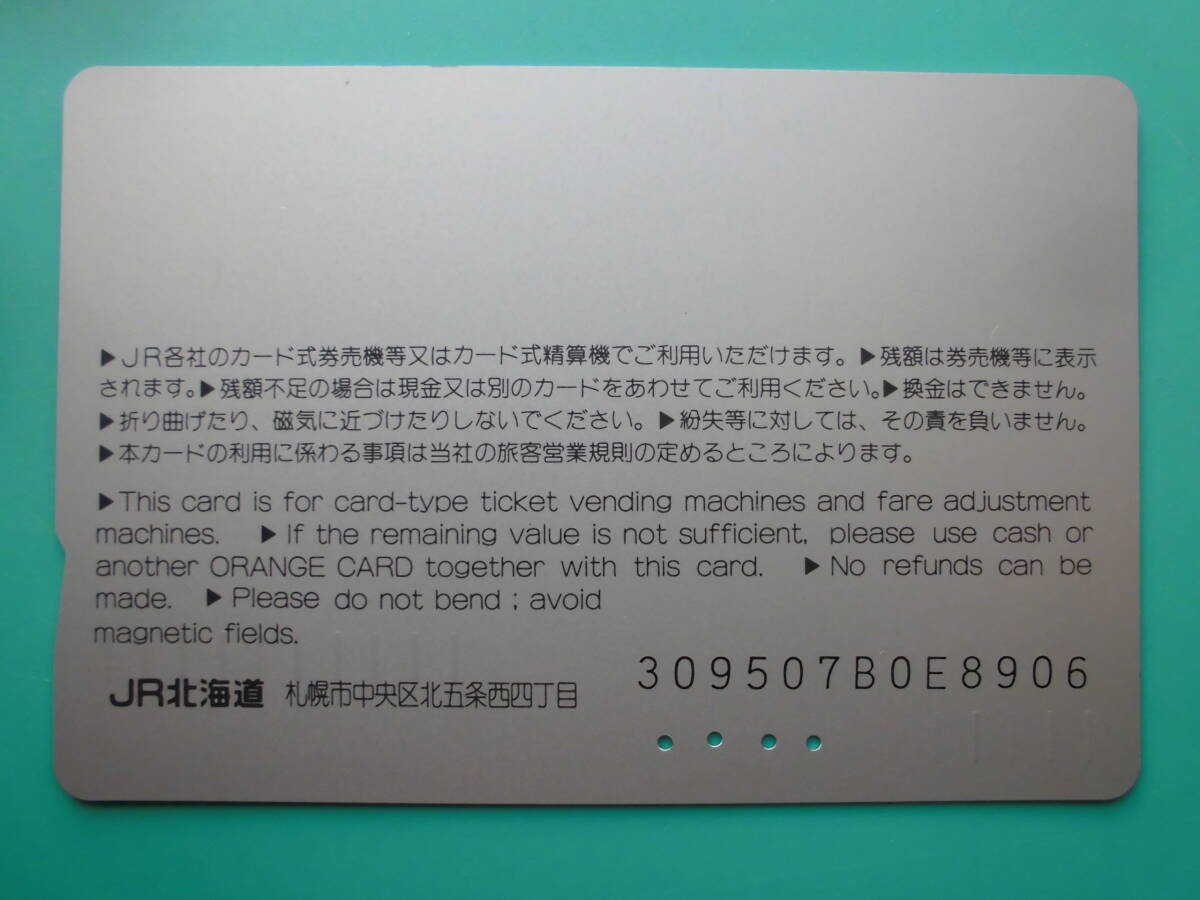 ▶JR各社のカード式券売機等又はカード式精算機でご利用いただけます。▶残額は券売機等に表示
されます。▶残額不足の場合は現金又は別のカードをあわせてご利用ください。▶換金はできません。
▶折り曲げたり、磁気に近づけたりしないでください。▶紛失等に対しては、その責を負いません。
▶本カードの利用に係わる事項は当社の旅客営業規則の定めるところによります。
▶This card is for card-type ticket vending machines and fare adjustment
machines. ▶If the remaining value is not sufficient, please use cash or
another ORANGE CARD together with this card. ▶No refunds can be
made. ▶Please do not bend ; avoid
magnetic fields.
309507B0E8906
JR北海道 札幌市中央区北五条西四丁目